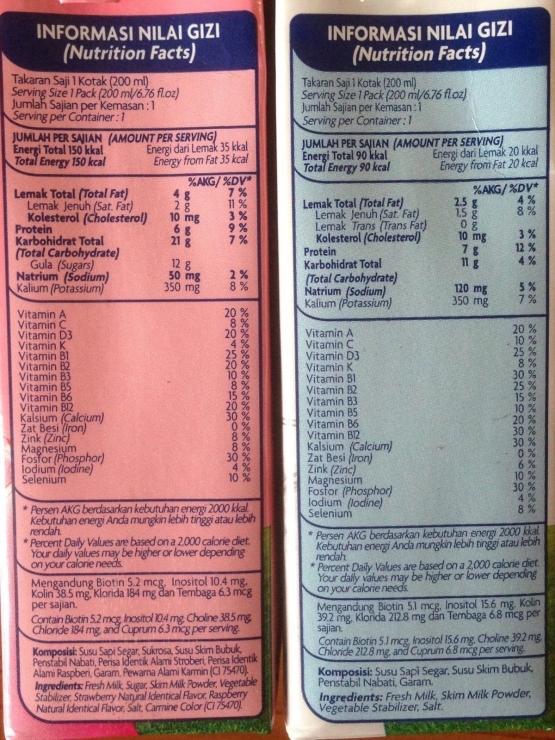 INFORMASI NILAI GIZI
(Nutrition Facts)
Takaran Saji 1 Kotak (200 ml)
Serving Size 1 Pack (200 ml/6.76 fl.oz)
Jumlah Sajian per Kemasan : 1
Serving per Container : 1
JUMLAH PER SAJIAN (AMOUNT PER SERVING)
Energi Total 150 kkal Energi dari Lemak 35 kkal
Total Energy 150 kcal Energy from Fat 35 kcal
%AKG/ %DV*
Lemak Total (Total Fat) 4 g 7 %
Lemak Jenuh (Sat. Fat) 2 g 11 %
Kolesterol (Cholesterol) 10 mg 3 %
Protein 6 g 9 %
Karbohidrat Total 21 g 7 %
(Total Carbohydrate)
Gula (Sugars) 12 g
Natrium (Sodium) 50 mg 2 %
Kalium (Potassium) 350 mg 8 %
Vitamin A 20 %
Vitamin C 8 %
Vitamin D3 20 %
Vitamin K 4 %
Vitamin B1 25 %
Vitamin B2 20 %
Vitamin B3 10 %
Vitamin B5 8 %
Vitamin B6 15 %
Vitamin B12 20 %
Kalsium (Calcium) 30 %
Zat Besi (Iron) 0 %
Zink (Zinc) 8 %
Magnesium 8 %
Fosfor (Phosphor) 30 %
Iodium (Iodine) 4 %
Selenium 10 %
* Persen AKG berdasarkan kebutuhan energi 2000 kkal.
Kebutuhan energi Anda mungkin lebih tinggi atau lebih
rendah.
* Percent Daily Values are based on a 2,000 calorie diet.
Your daily values may be higher or lower depending
on your calorie needs.
Mengandung Biotin 5.2 mcg, Inositol 10.4 mg,
Kolin 38.5 mg, Klorida 184 mg dan Tembaga 6.3 mcg
per sajian.
Contain Biotin 5.2 mcg, Inositol 10.4 mg, Choline 38.5 mg,
Chloride 184 mg, and Cuprum 6.3 mcg per serving.
Komposisi: Susu Sapi Segar, Sukrosa, Susu Skim Bubuk,
Penstabil Nabati, Perisa Identik Alami Stroberi, Perisa Identik
Alami Raspberi, Garam, Pewarna Alami Karmin (CI 75470).
Ingredients: Fresh Milk, Sugar, Skim Milk Powder, Vegetable
Stabilizer, Strawberry Natural Identical Flavor, Raspberry
Natural Identical Flavor, Salt, Carmine Color (CI 75470).
INFORMASI NILAI GIZI
(Nutrition Facts)
Takaran Saji 1 Kotak (200 ml)
Serving Size 1 Pack (200 ml/6.76 fl.oz)
Jumlah Sajian per Kemasan : 1
Serving per Container : 1
JUMLAH PER SAJIAN (AMOUNT PER SERVING)
Energi Total 90 kkal Energi dari Lemak 20 kkal
Total Energy 90 kcal Energy from Fat 20 kcal
%AKG/ %DV*
Lemak Total (Total Fat) 2.5 g 4 %
Lemak Jenuh (Sat. Fat) 1.5 g 8 %
Lemak Trans (Trans Fat) 0 g
Kolesterol (Cholesterol) 10 mg 3 %
Protein 7 g 12 %
Karbohidrat Total 11 g 4 %
(Total Carbohydrate)
Natrium (Sodium) 120 mg 5 %
Kalium (Potassium) 350 mg 7 %
Vitamin A 20 %
Vitamin C 10 %
Vitamin D3 25 %
Vitamin K 8 %
Vitamin B1 30 %
Vitamin B2 25 %
Vitamin B3 15 %
Vitamin B5 10 %
Vitamin B6 20 %
Vitamin B12 30 %
Kalsium (Calcium) 30 %
Zat Besi (Iron) 0 %
Zink (Zinc) 6 %
Magnesium 10 %
Fosfor (Phosphor) 30 %
Iodium (Iodine) 4 %
Selenium 8 %
* Persen AKG berdasarkan kebutuhan energi 2000 kkal.
Kebutuhan energi Anda mungkin lebih tinggi atau lebih
rendah.
* Percent Daily Values are based on a 2,000 calorie diet.
Your daily values may be higher or lower depending
on your calorie needs.
Mengandung Biotin 5.1 mcg, Inositol 15.6 mg, Kolin
39.2 mg, Klorida 212.8 mg dan Tembaga 6.8 mcg per
sajian.
Contain Biotin 5.1 mcg, Inositol 15.6 mg, Choline 39.2 mg,
Chloride 212.8 mg, and Cuprum 6.8 mcg per serving.
Komposisi: Susu Sapi Segar, Susu Skim Bubuk,
Penstabil Nabati, Garam.
Ingredients: Fresh Milk, Skim Milk Powder,
Vegetable Stabilizer, Salt.